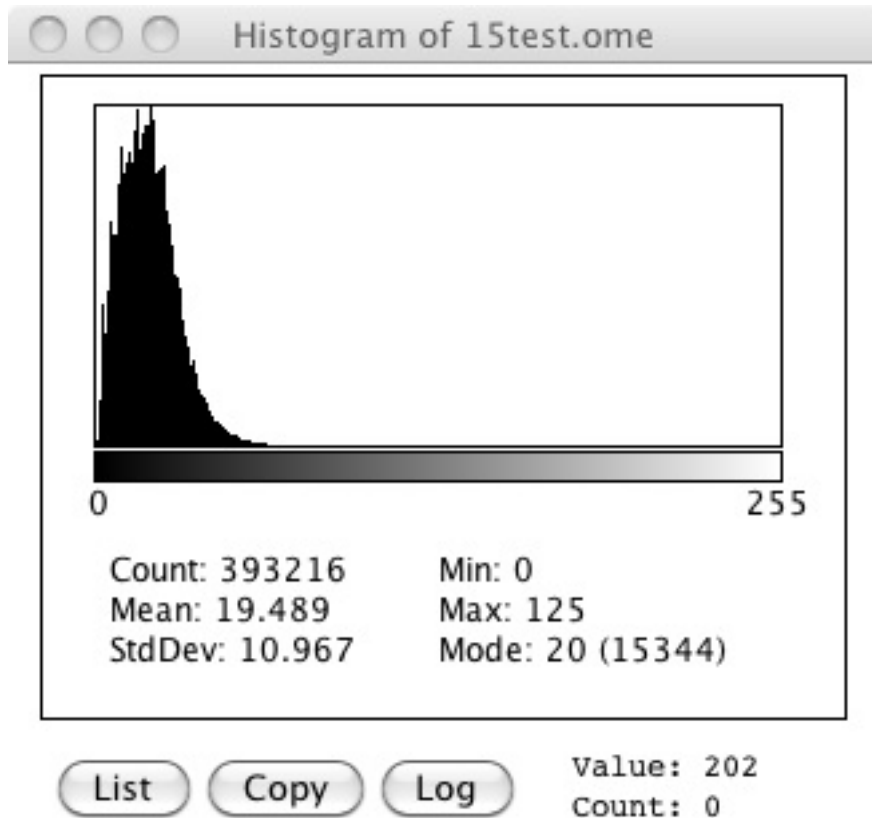 Histogram of 15test.ome
0 255
Count: 393216 Min: 0
Mean: 19.489 Max: 125
StdDev: 10.967 Mode: 20 (15344)
List Copy Log Value: 202
Count: 0